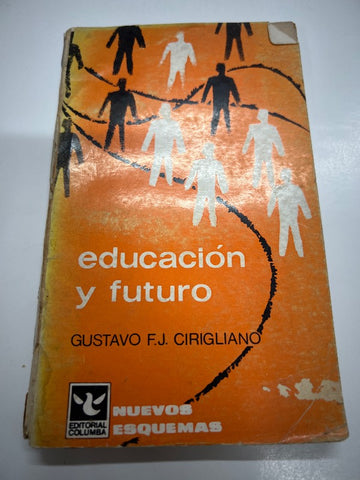 educación
y futuro
GUSTAVO F.J. CIRIGLIANO
EDITORIAL
COLUMBA
NUEVOS
ESQUEMAS